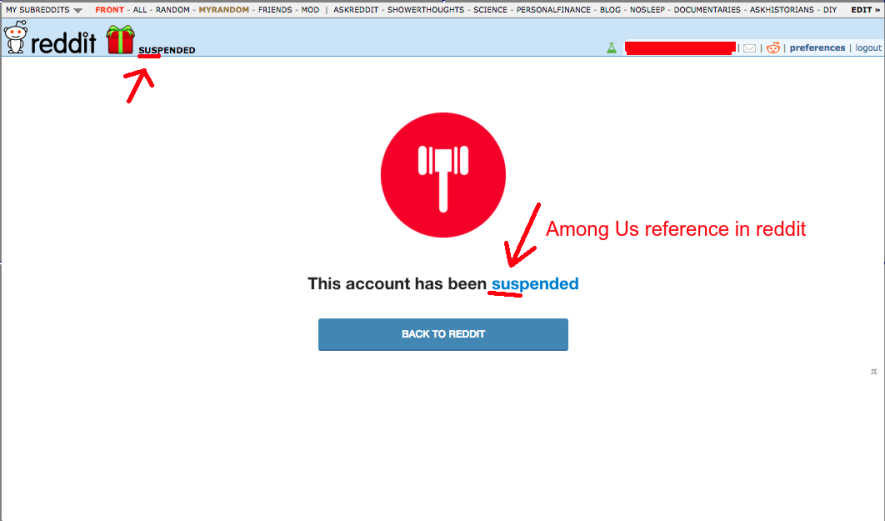 MY SUBREDDITS FRONT - ALL - RANDOM - MYRANDOM - FRIENDS - MOD | ASKREDDIT - SHOWERTHOUGHTS - SCIENCE - PERSONALFINANCE - BLOG - NOSLEEP - DOCUMENTARIES - ASKHISTORIANS - DIY EDIT »
reddit SUSPENDED | | | preferences | logout
Among Us reference in reddit
This account has been suspended
BACK TO REDDIT
π